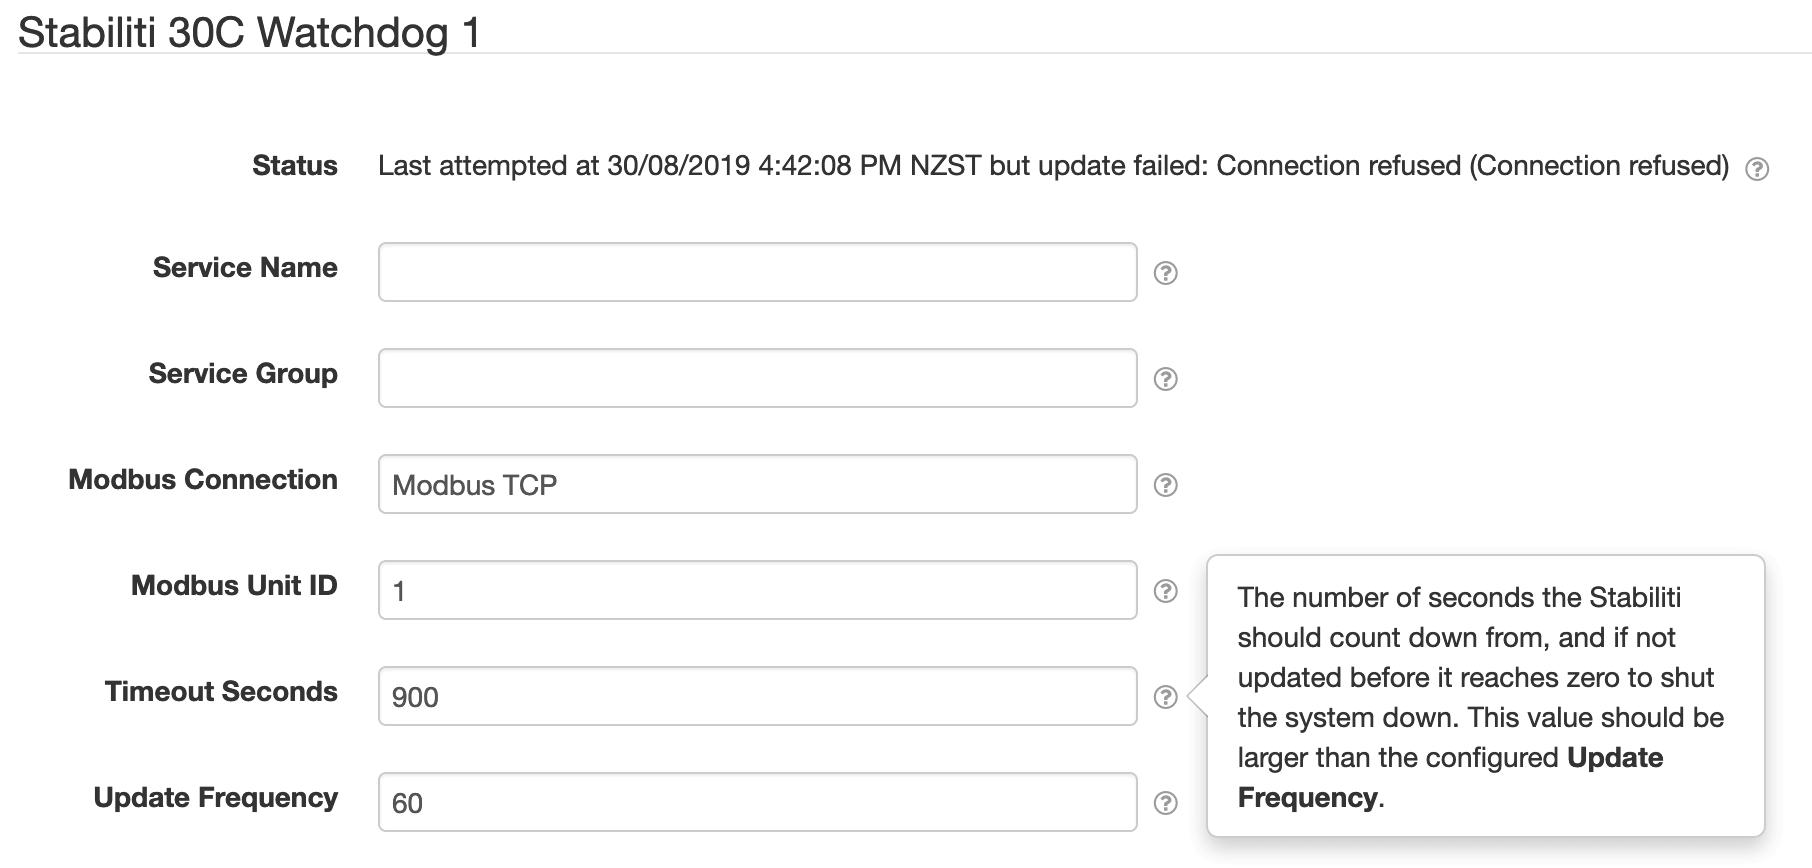 Stabiliti 30C Watchdog 1
Status Last attempted at 30/08/2019 4:42:08 PM NZST but update failed: Connection refused (Connection refused) ?
Service Name ?
Service Group ?
Modbus Connection Modbus TCP ?
Modbus Unit ID 1 ?
Timeout Seconds 900 ?
Update Frequency 60 ?
The number of seconds the Stabiliti
should count down from, and if not
updated before it reaches zero to shut
the system down. This value should be
larger than the configured Update
Frequency.